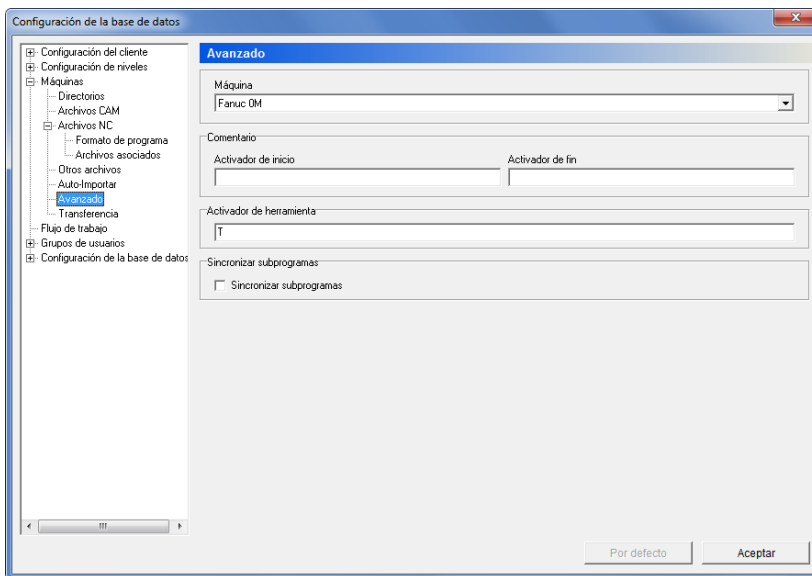 Configuración de la base de datos
Configuración del cliente
Configuración de niveles
Máquinas
Directorios
Archivos CAM
Archivos NC
Formato de programa
Archivos asociados
Otros archivos
Auto-Importar
Avanzado
Transferencia
Flujo de trabajo
Grupos de usuarios
Configuración de la base de datos
Avanzado
Máquina
Fanuc 0M
Comentario
Activador de inicio
Activador de fin
Activador de herramienta
T
Sincronizar subprogramas
Sincronizar subprogramas
Por defecto
Aceptar